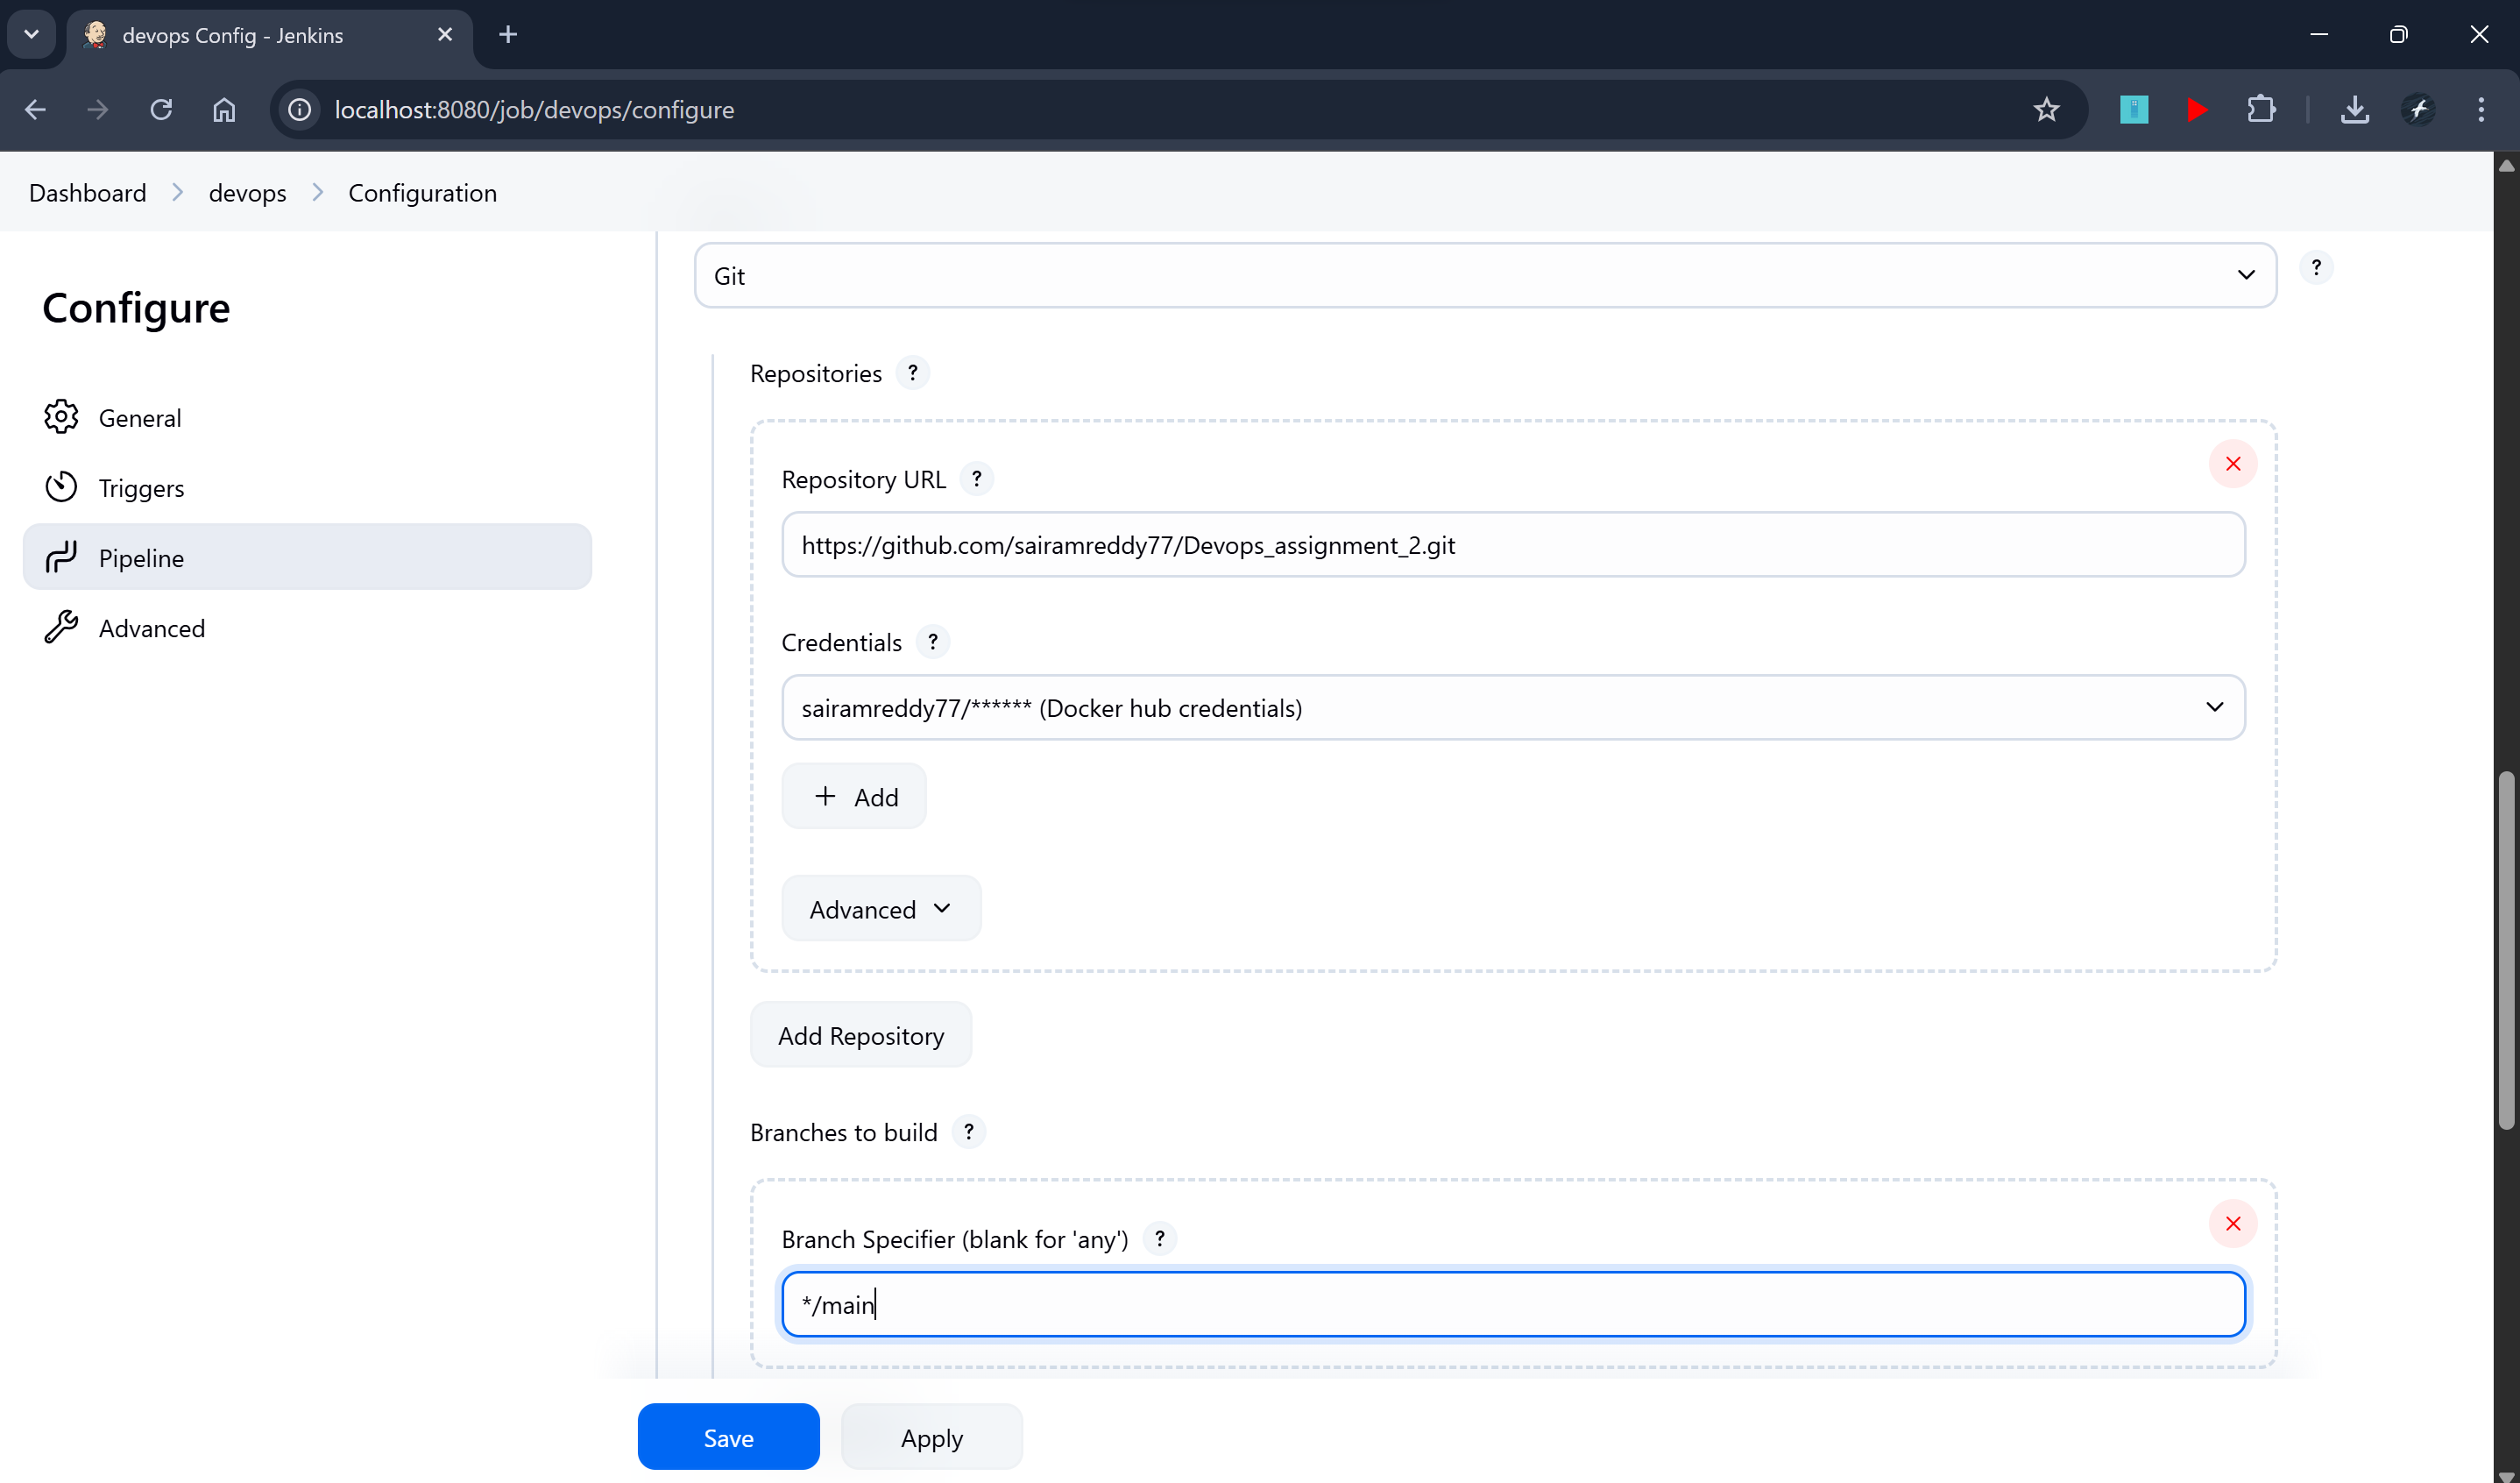 devops Config - Jenkins
localhost:8080/job/devops/configure
Dashboard > devops > Configuration
Configure
General
Triggers
Pipeline
Advanced
Git
?
Repositories ?
Repository URL ?
https://github.com/sairamreddy77/Devops_assignment_2.git
Credentials ?
sairamreddy77/****** (Docker hub credentials)
+ Add
Advanced
Add Repository
Branches to build ?
Branch Specifier (blank for 'any') ?
*/main
Save
Apply